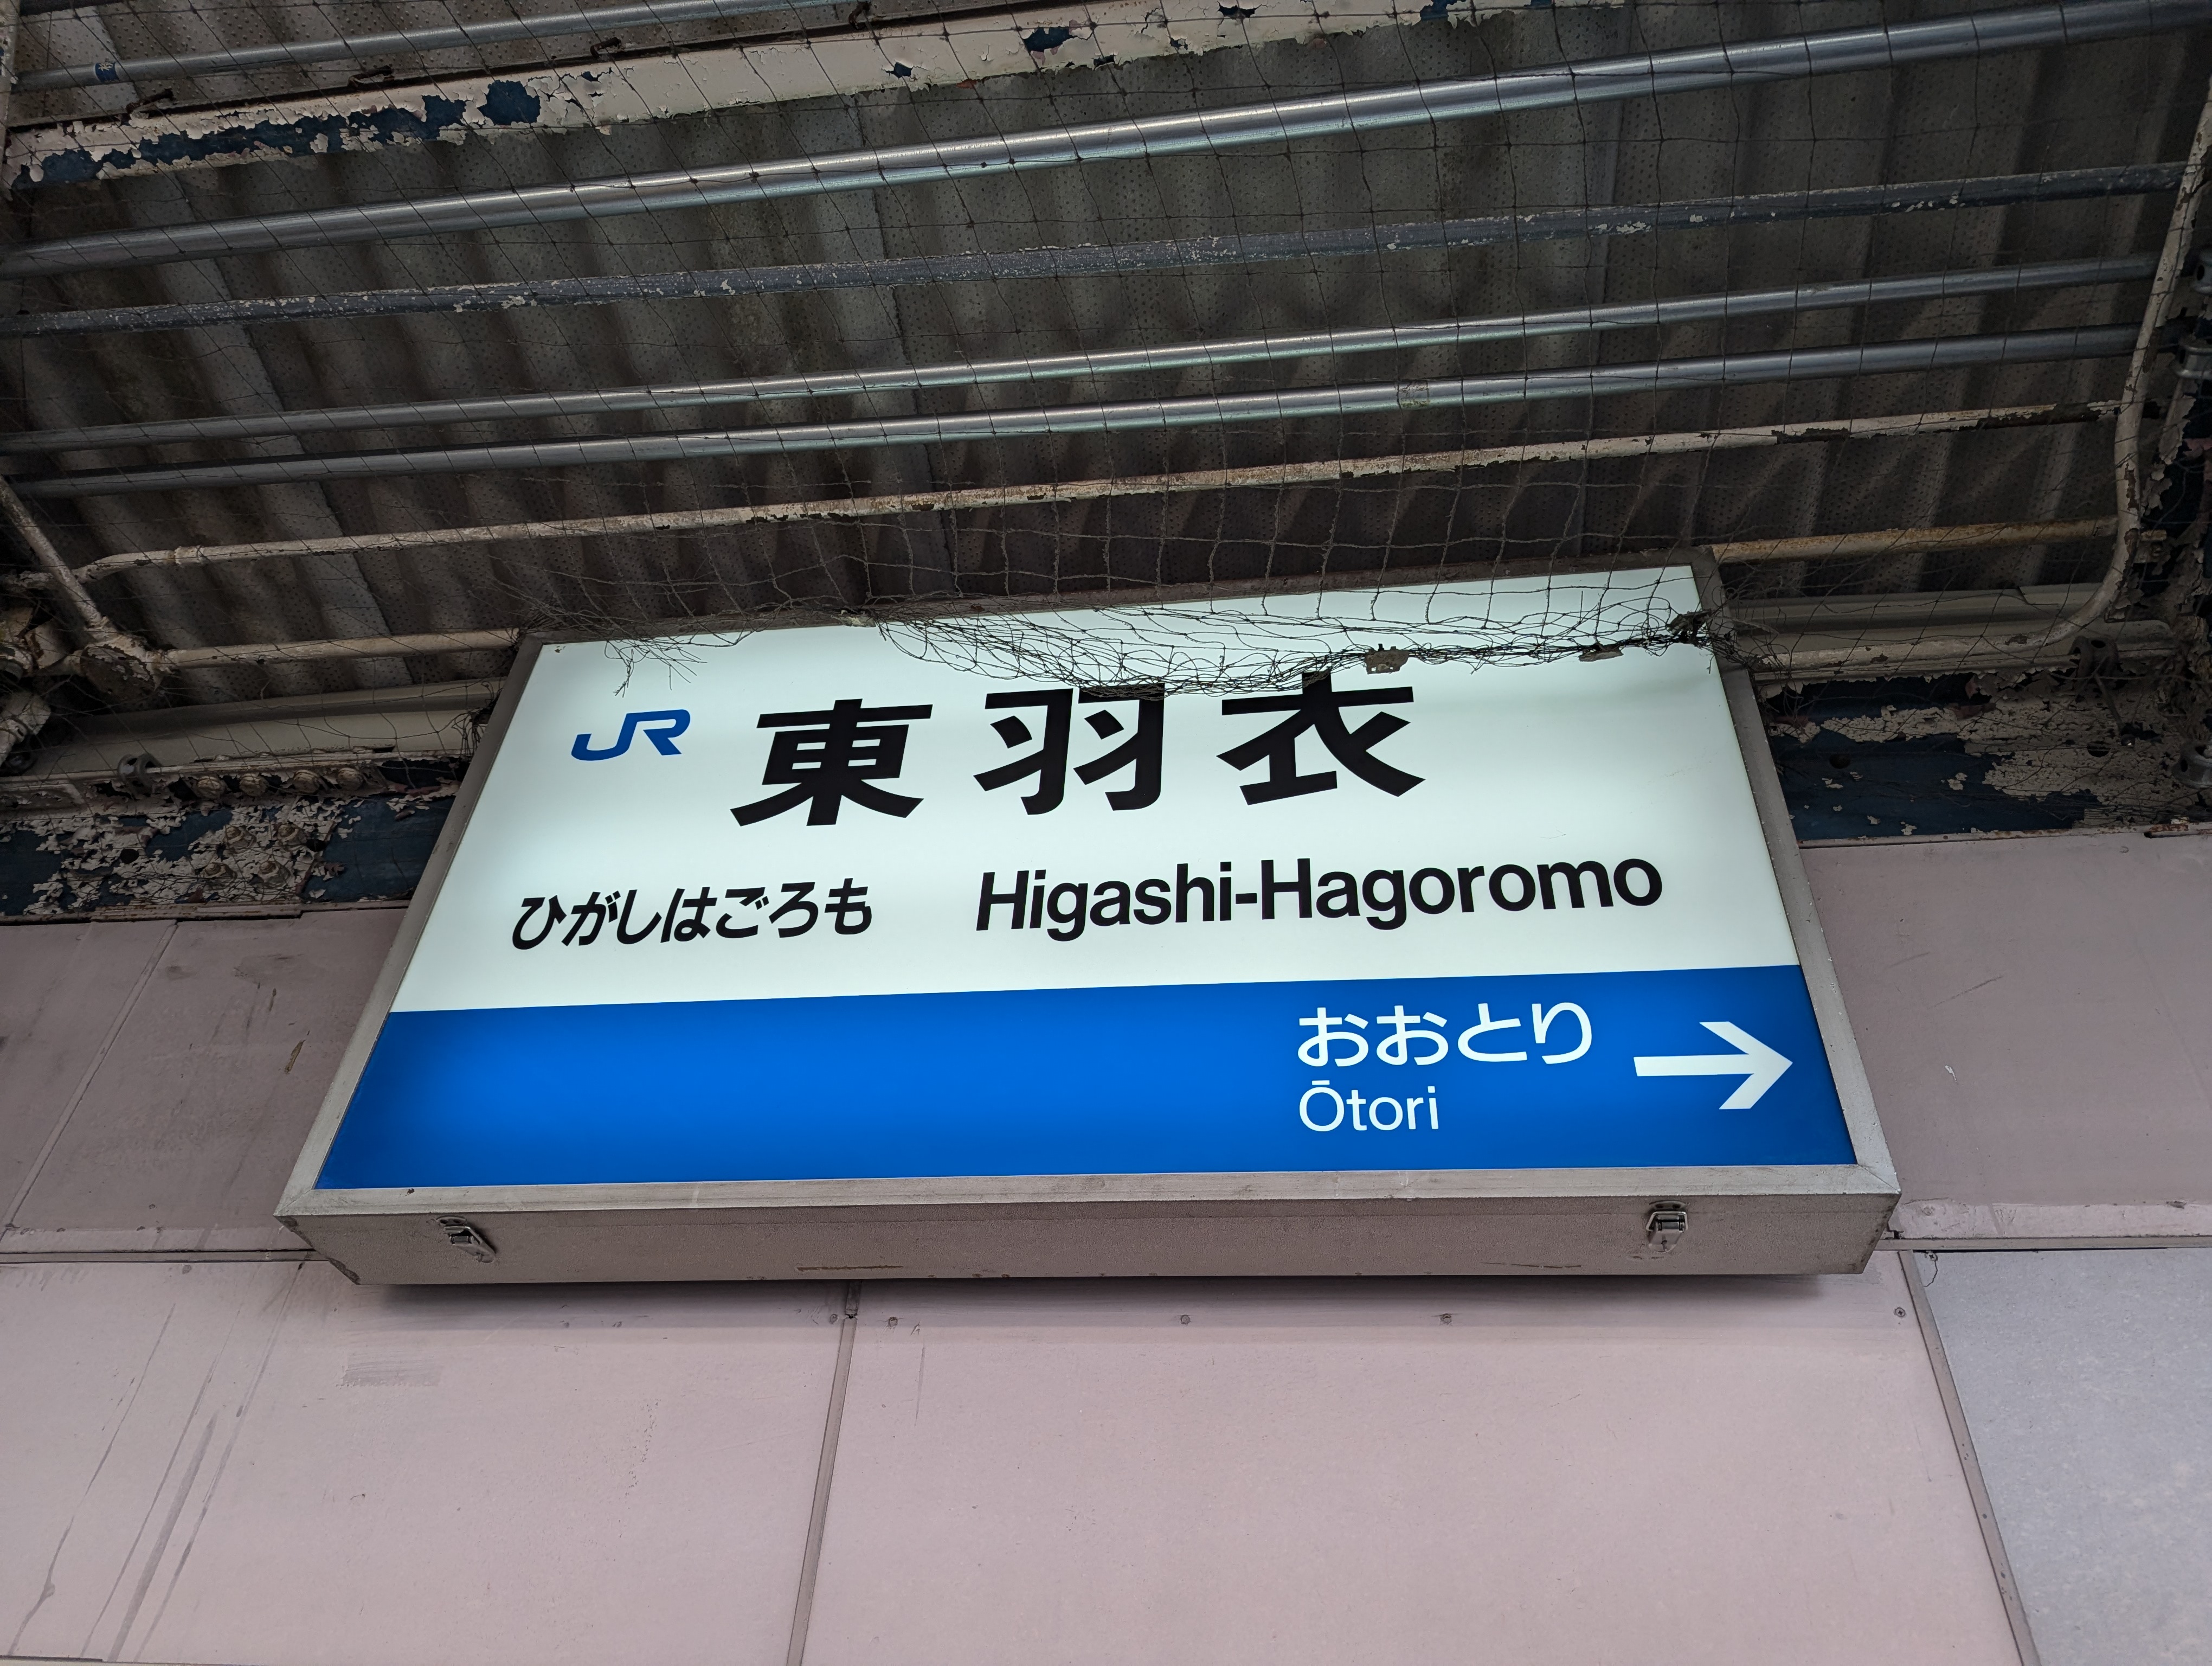 JR 東羽衣
ひがしはごろも Higashi-Hagoromo
おおとり →
Ōtori